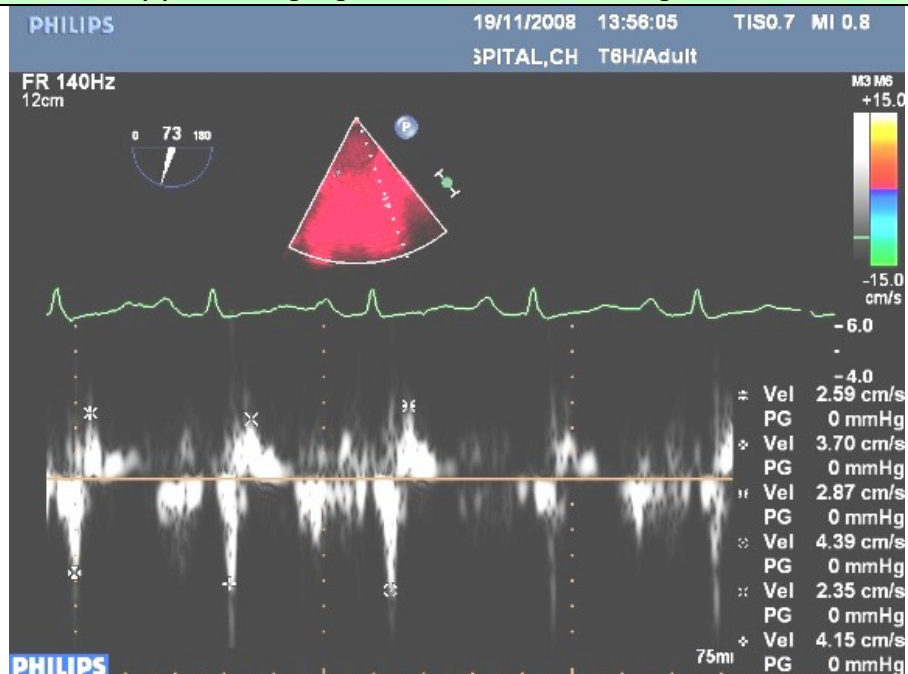 PHILIPS
19/11/2008 13:56:05 TIS0.7 MI 0.8
SPITAL,CH T6H/Adult
FR 140Hz
12cm
M3 M6
+15.0
0 73 180
P
-15.0
cm/s
-6.0
-
-4.0
Vel 2.59 cm/s
PG 0 mmHg
Vel 3.70 cm/s
PG 0 mmHg
Vel 2.87 cm/s
PG 0 mmHg
Vel 4.39 cm/s
PG 0 mmHg
Vel 2.35 cm/s
PG 0 mmHg
Vel 4.15 cm/s
PG 0 mmHg
75m
PHILIPS